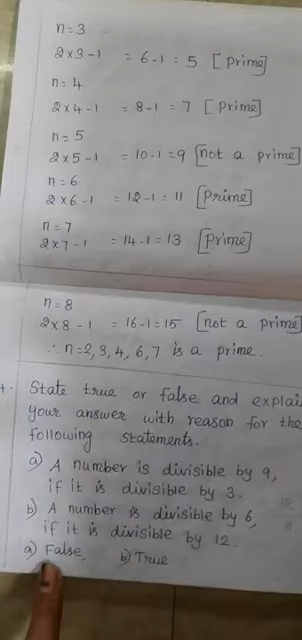 n=3
2×3-1 = 6-1 = 5 [Prime]
n=4
2×4-1 = 8-1 = 7 [Prime]
n=5
2×5-1 = 10-1=9 [not a prime]
n=6
2×6-1 = 12-1= 11 [Prime]
n=7
2×7-1 = 14-1=13 [Prime]
n=8
2×8-1 = 16-1=15 [not a prime]
∴ n=2,3,4,6,7 is a prime.
State true or false and explai
your answer with reason for the
following statements.
a) A number is divisible by 9,
if it is divisible by 3.
b) A number is divisible by 6,
if it is divisible by 12.
a) False. b) True